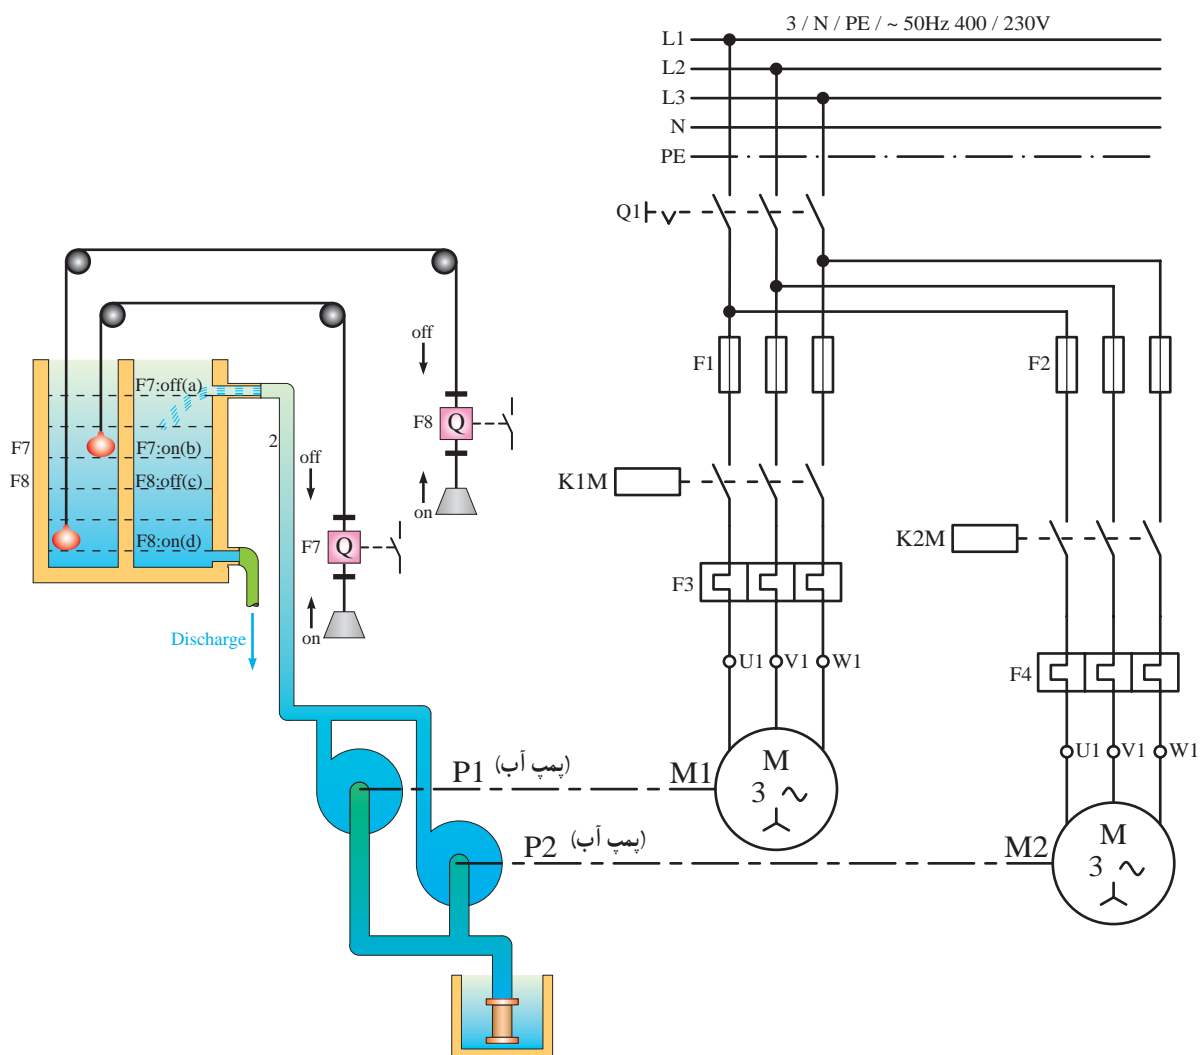 3 / N / PE / ~ 50Hz 400 / 230V
L1
L2
L3
N
PE
Q1
F1
F2
off
F8
Q
on
F7:off(a)
F7:on(b)
F8:off(c)
F8:on(d)
F7
F8
2
off
F7
Q
on
Discharge
K1M
K2M
F3
F4
U1
V1
W1
U1
V1
W1
P1 (پمپ آب)
M1
M
3 ~
P2 (پمپ آب)
M2
M
3 ~